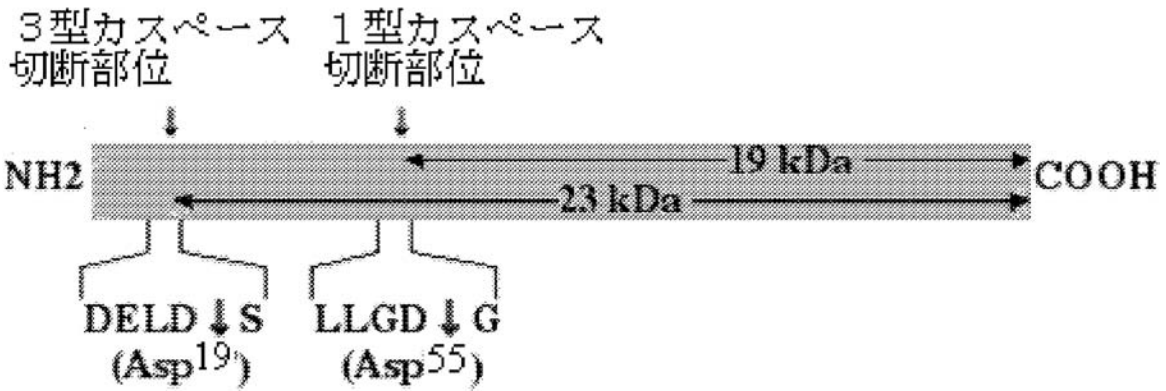 ３型カスペース
切断部位
１型カスペース
切断部位
NH2
19 kDa
COOH
23 kDa
DELD↓S
(Asp19)
LLGD↓G
(Asp55)